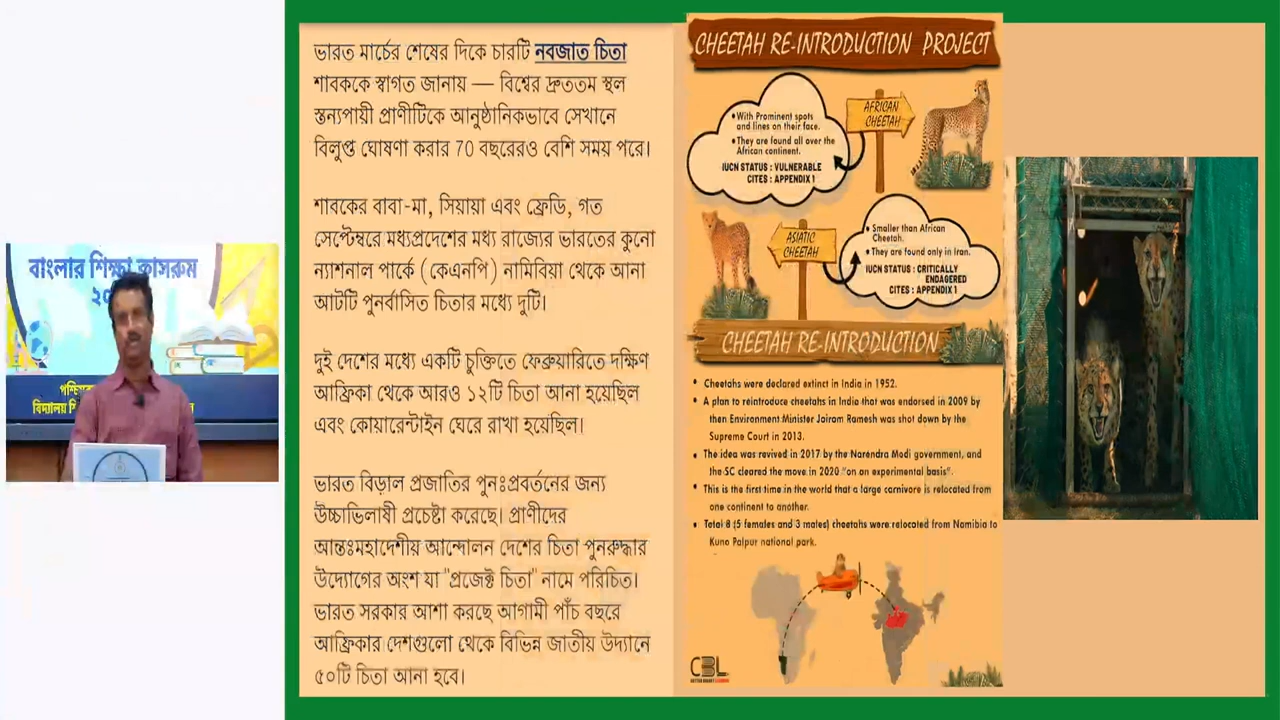 বাংলার শিক্ষা ক্লাসরুম
ভারত মার্চের শেষের দিকে চারটি নবজাত চিতা
শাবককে স্বাগত জানায় — বিশ্বের দ্রুততম স্থল
স্তন্যপায়ী প্রাণীটিকে আনুষ্ঠানিকভাবে সেখানে
বিলুপ্ত ঘোষণা করার 70 বছরেরও বেশি সময় পরে।
শাবকের বাবা-মা, সিয়ায়া এবং ফ্রেডি, গত
সেপ্টেম্বরে মধ্যপ্রদেশের মধ্য রাজ্যের ভারতের কুনো
ন্যাশনাল পার্কে (কেএনপি) নামিবিয়া থেকে আনা
আটটি পুনর্বাসিত চিতার মধ্যে দুটি।
দুই দেশের মধ্যে একটি চুক্তিতে ফেব্রুয়ারিতে দক্ষিণ
আফ্রিকা থেকে আরও ১২টি চিতা আনা হয়েছিল
এবং কোয়ারেন্টাইন ঘেরে রাখা হয়েছিল।
ভারত বিড়াল প্রজাতির পুনঃপ্রবর্তনের জন্য
উচ্চাভিলাষী প্রচেষ্টা করেছে। প্রাণীদের
আন্তঃমহাদেশীয় আন্দোলন দেশের চিতা পুনরুদ্ধার
উদ্যোগের অংশ যা "প্রজেক্ট চিতা" নামে পরিচিত।
ভারত সরকার আশা করছে আগামী পাঁচ বছরে
আফ্রিকার দেশগুলো থেকে বিভিন্ন জাতীয় উদ্যানে
৫০টি চিতা আনা হবে।
CHEETAH RE-INTRODUCTION PROJECT
AFRICAN
CHEETAH
• With Prominent spots
and lines on their face.
• They are found all over the
African continent.
IUCN STATUS : VULNERABLE
CITES : APPENDIX 1
ASIATIC
CHEETAH
• Smaller than African
Cheetah.
• They are found only in Iran.
IUCN STATUS : CRITICALLY
ENDAGERED
CITES : APPENDIX 1
CHEETAH RE-INTRODUCTION
• Cheetahs were declared extinct in India in 1952.
• A plan to reintroduce cheetahs in India that was endorsed in 2009 by
then Environment Minister Jairam Ramesh was shot down by the
Supreme Court in 2013.
• The idea was revived in 2017 by the Narendra Modi government, and
the SC cleared the move in 2020 "on an experimental basis".
• This is the first time in the world that a large carnivore is relocated from
one continent to another.
• Total 8 (5 females and 3 males) cheetahs were relocated from Namibia to
Kuno Palpur national park.
CBL